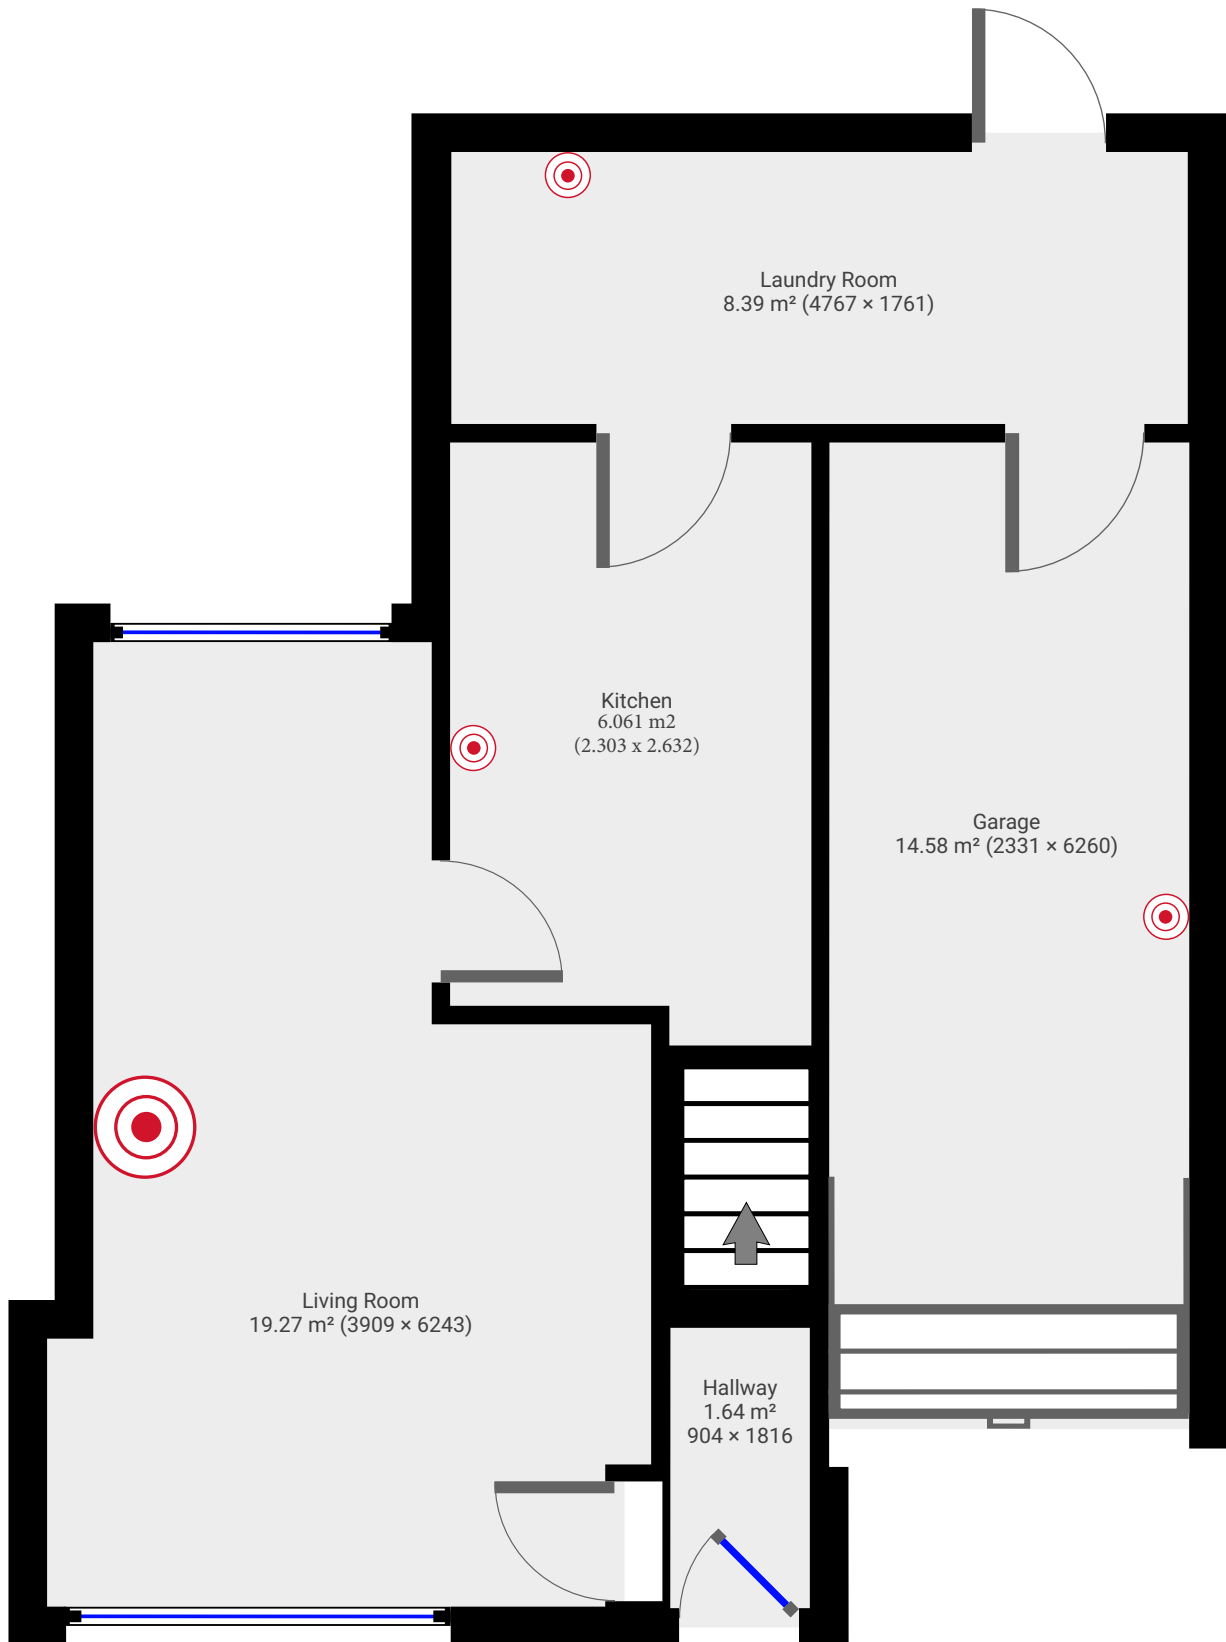 Laundry Room
8.39 m² (4767 × 1761)
Kitchen
6.061 m2
(2.303 x 2.632)
Garage
14.58 m² (2331 × 6260)
Living Room
19.27 m² (3909 × 6243)
Hallway
1.64 m²
904 × 1816